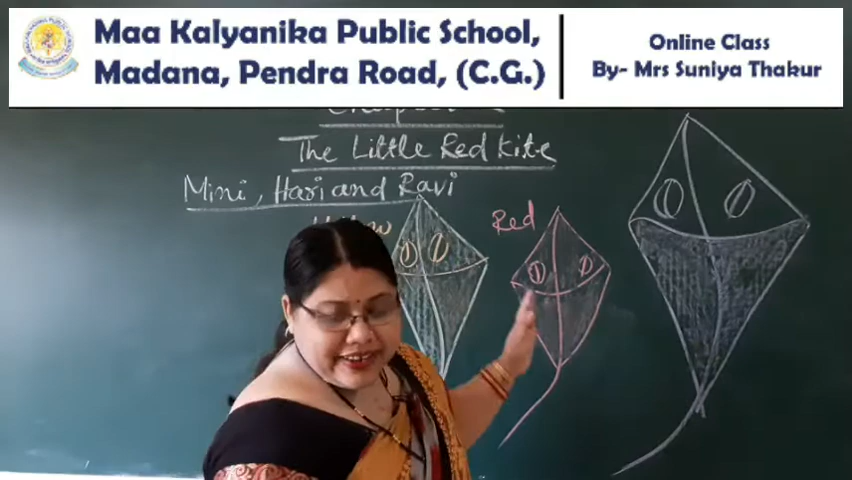 Maa Kalyanika Public School,
Madana, Pendra Road, (C.G.)
Online Class
By- Mrs Suniya Thakur
The Little Red Kite
Mini, Hari and Ravi
Red